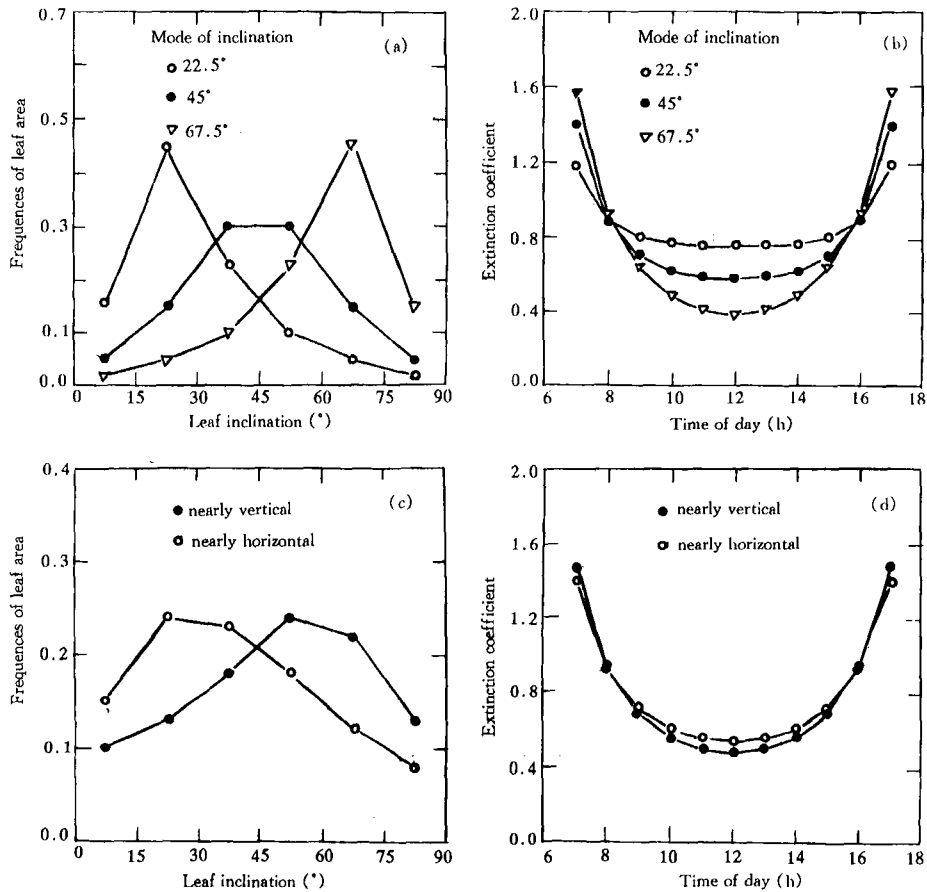 0.7
0.5
0.3
0.1
0.0
Frequences of leaf area
Mode of inclination
22.5°
45°
67.5°
(a)
0 15 30 45 60 75 90
Leaf inclination (°)
2.0
1.6
1.2
0.8
0.4
0.0
Extinction coefficient
Mode of inclination
22.5°
45°
67.5°
(b)
6 8 10 12 14 16 18
Time of day (h)
0.4
0.3
0.2
0.1
0.0
Frequences of leaf area
nearly vertical
nearly horizontal
(c)
0 15 30 45 60 75 90
Leaf inclination (°)
2.0
1.6
1.2
0.8
0.4
0.0
Extinction coefficient
nearly vertical
nearly horizontal
(d)
6 8 10 12 14 16 18
Time of day (h)